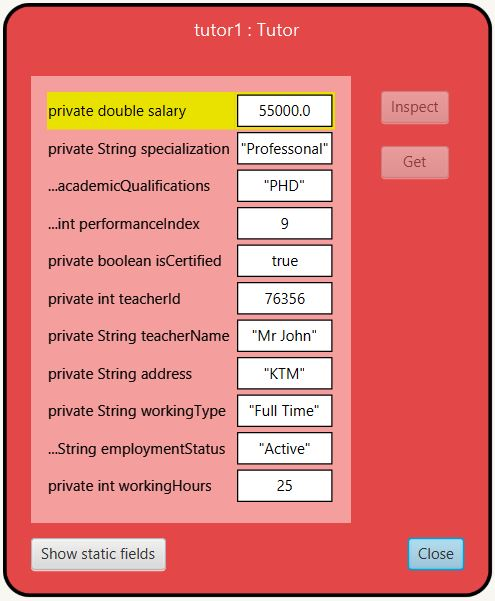 tutor1 : Tutor
private double salary 55000.0
Inspect
private String specialization "Professonal"
Get
...academicQualifications "PHD"
...int performanceIndex 9
private boolean isCertified true
private int teacherId 76356
private String teacherName "Mr John"
private String address "KTM"
private String workingType "Full Time"
...String employmentStatus "Active"
private int workingHours 25
Show static fields
Close